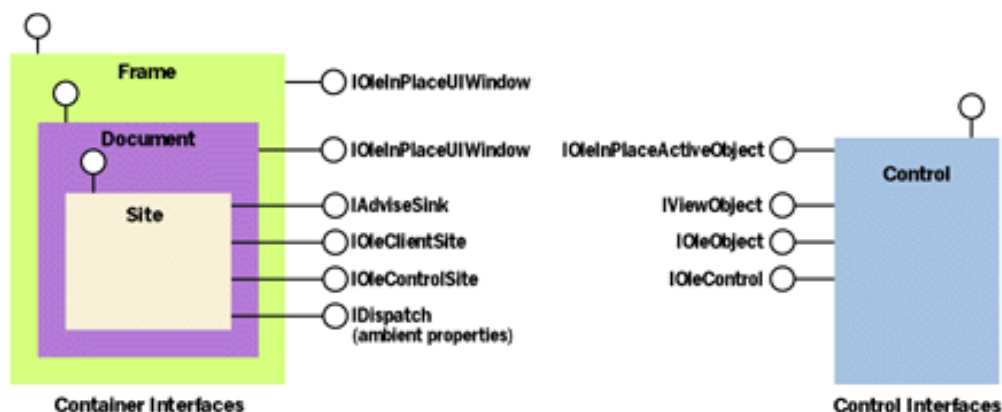 Frame
IOleInPlaceUIWindow
Document
IOleInPlaceUIWindow
Site
IAdviseSink
IOleClientSite
IOleControlSite
IDispatch
(ambient properties)
Container Interfaces
IOleInPlaceActiveObject
Control
IViewObject
IOleObject
IOleControl
Control Interfaces